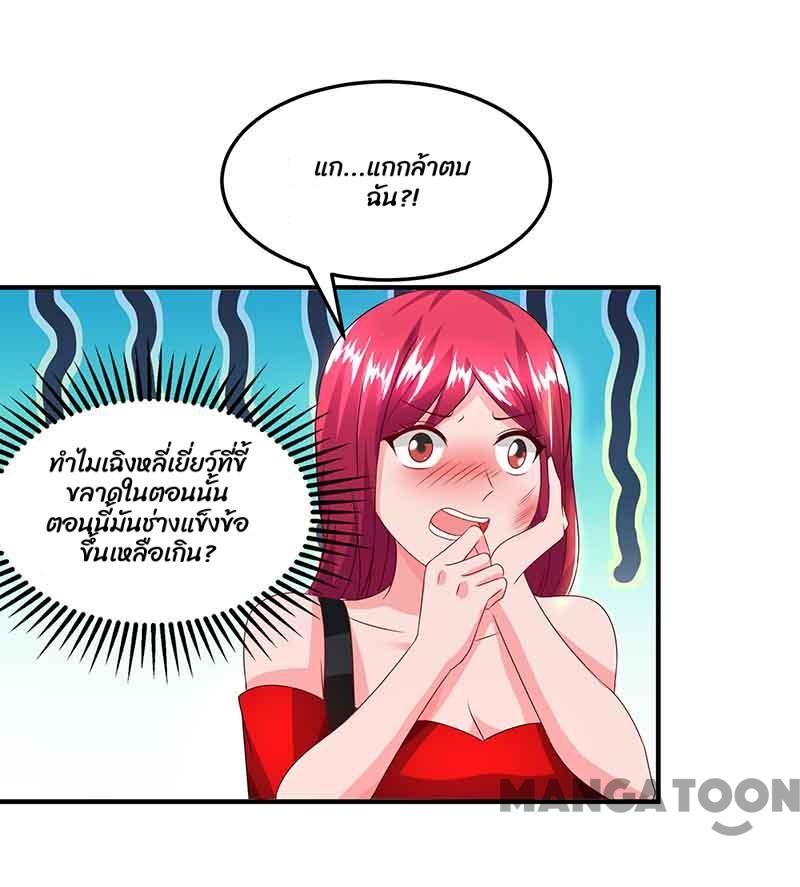 แก...แกกล้าตบ
ฉัน?!
ทำไมเฉิงหลี่เยี่ยว์ที่ขี้
ขลาดในตอนนั้น
ตอนนี้มันช่างแข็งข้อ
ขึ้นเหลือเกิน?
MANGATOON